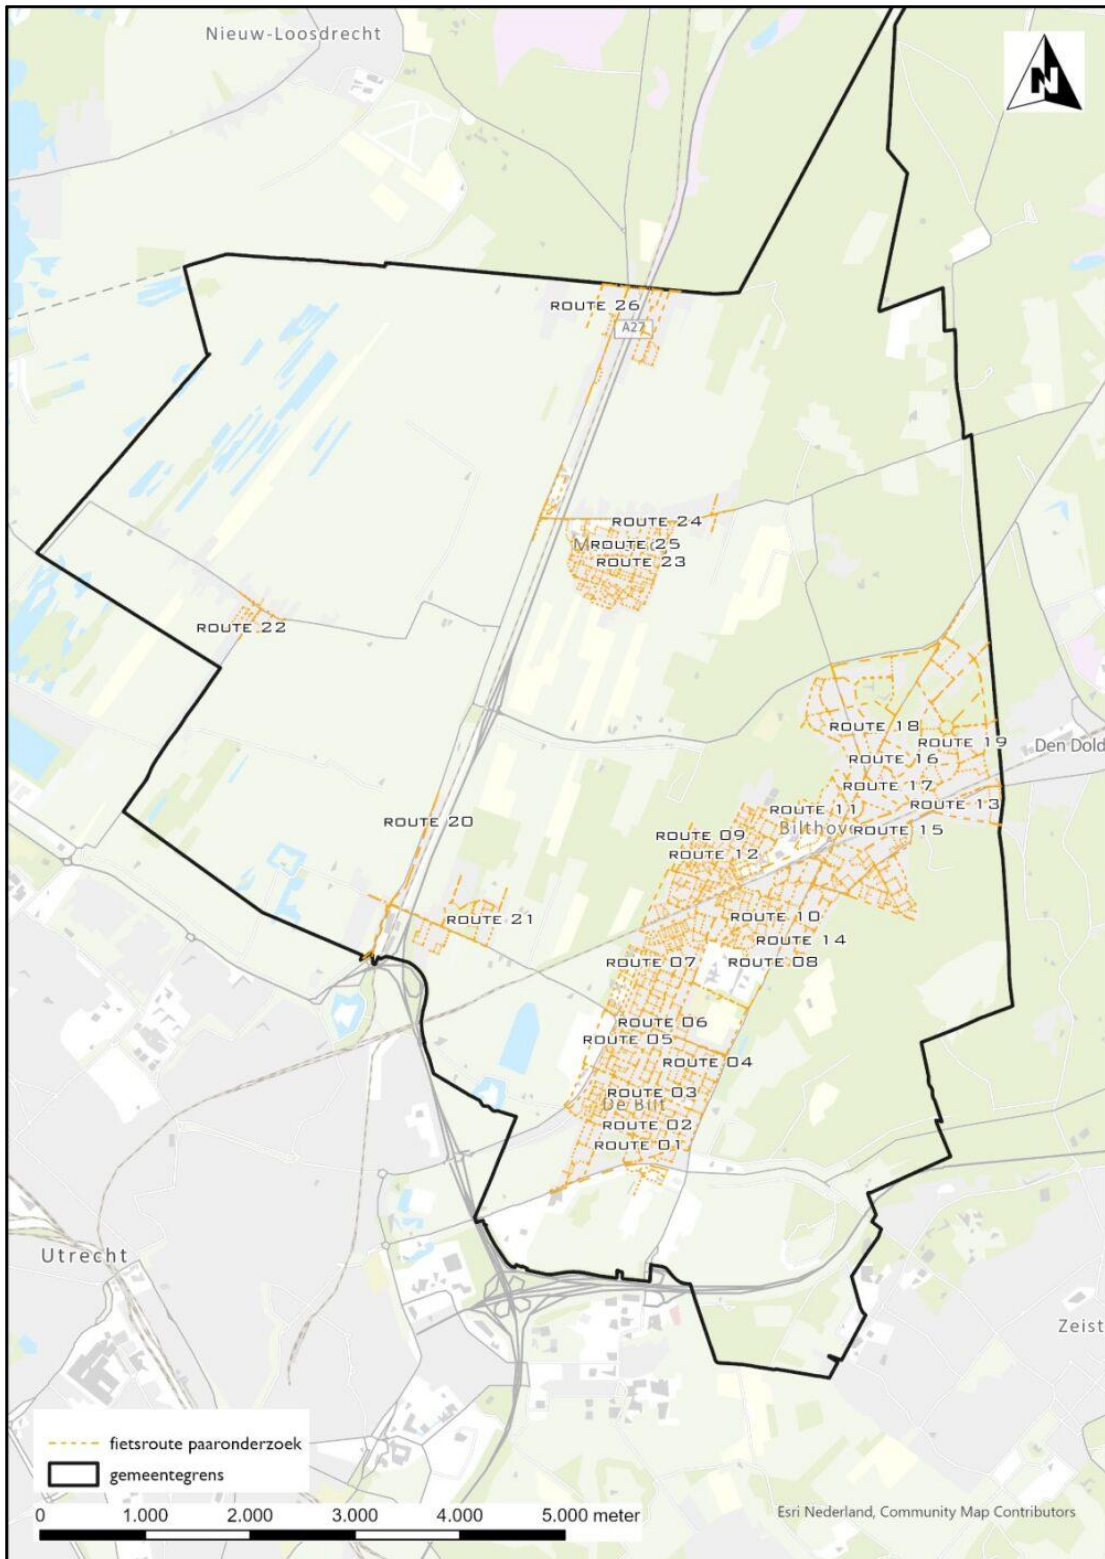 Nieuw-Loosdrecht
N
ROUTE 26
A27
ROUTE 24
ROUTE 25
ROUTE 23
ROUTE 22
ROUTE 18
ROUTE 19
Den Dold
ROUTE 16
ROUTE 17
ROUTE 13
ROUTE 11
ROUTE 20
Bilthove
ROUTE 15
ROUTE 09
ROUTE 12
ROUTE 21
ROUTE 10
ROUTE 14
ROUTE 07
ROUTE 08
ROUTE 06
ROUTE 05
ROUTE 04
ROUTE 03
De Bilt
ROUTE 02
ROUTE 01
Utrecht
Zeist
fietsroute paaronderzoek
gemeentegrens
Esri Nederland, Community Map Contributors
0 1.000 2.000 3.000 4.000 5.000 meter